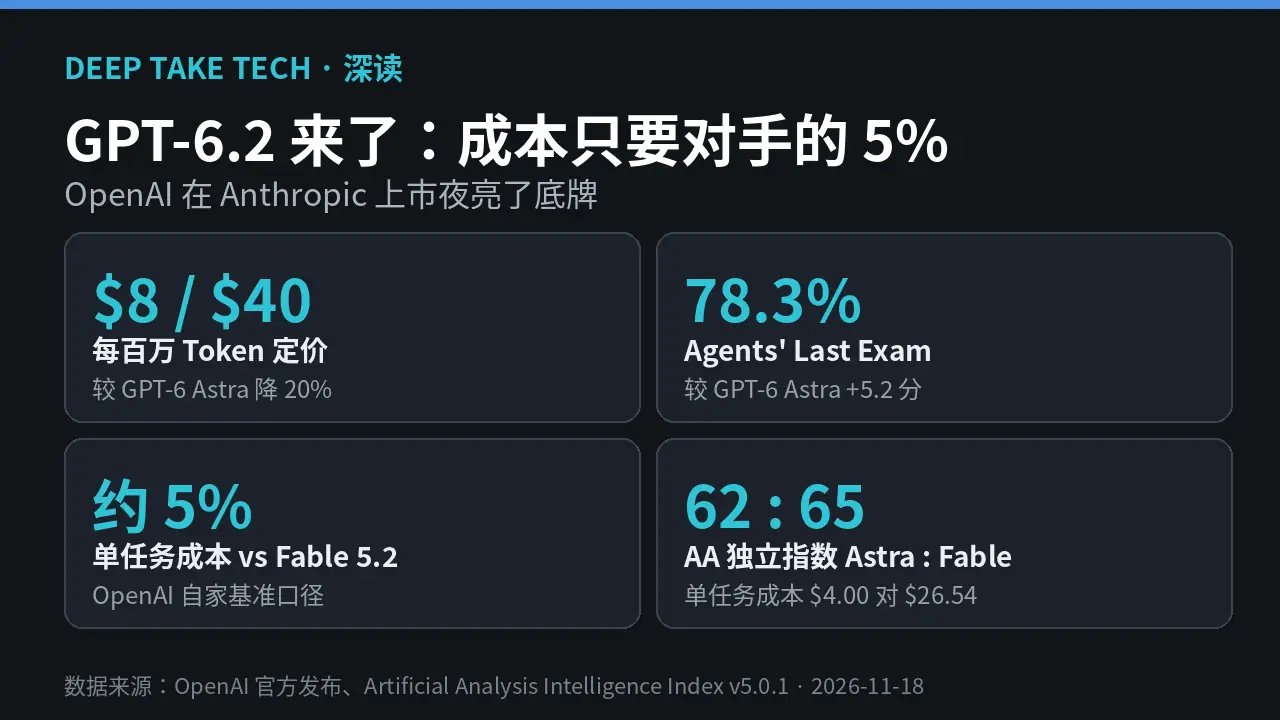 DEEP TAKE TECH · 深读
GPT-6.2 来了：成本只要对手的 5%
OpenAI 在 Anthropic 上市夜亮了底牌
$8 / $40
每百万 Token 定价
较 GPT-6 Astra 降 20%
78.3%
Agents' Last Exam
较 GPT-6 Astra +5.2 分
约 5%
单任务成本 vs Fable 5.2
OpenAI 自家基准口径
62 : 65
AA 独立指数 Astra : Fable
单任务成本 $4.00 对 $26.54
数据来源：OpenAI 官方发布、Artificial Analysis Intelligence Index v5.0.1 · 2026-11-18